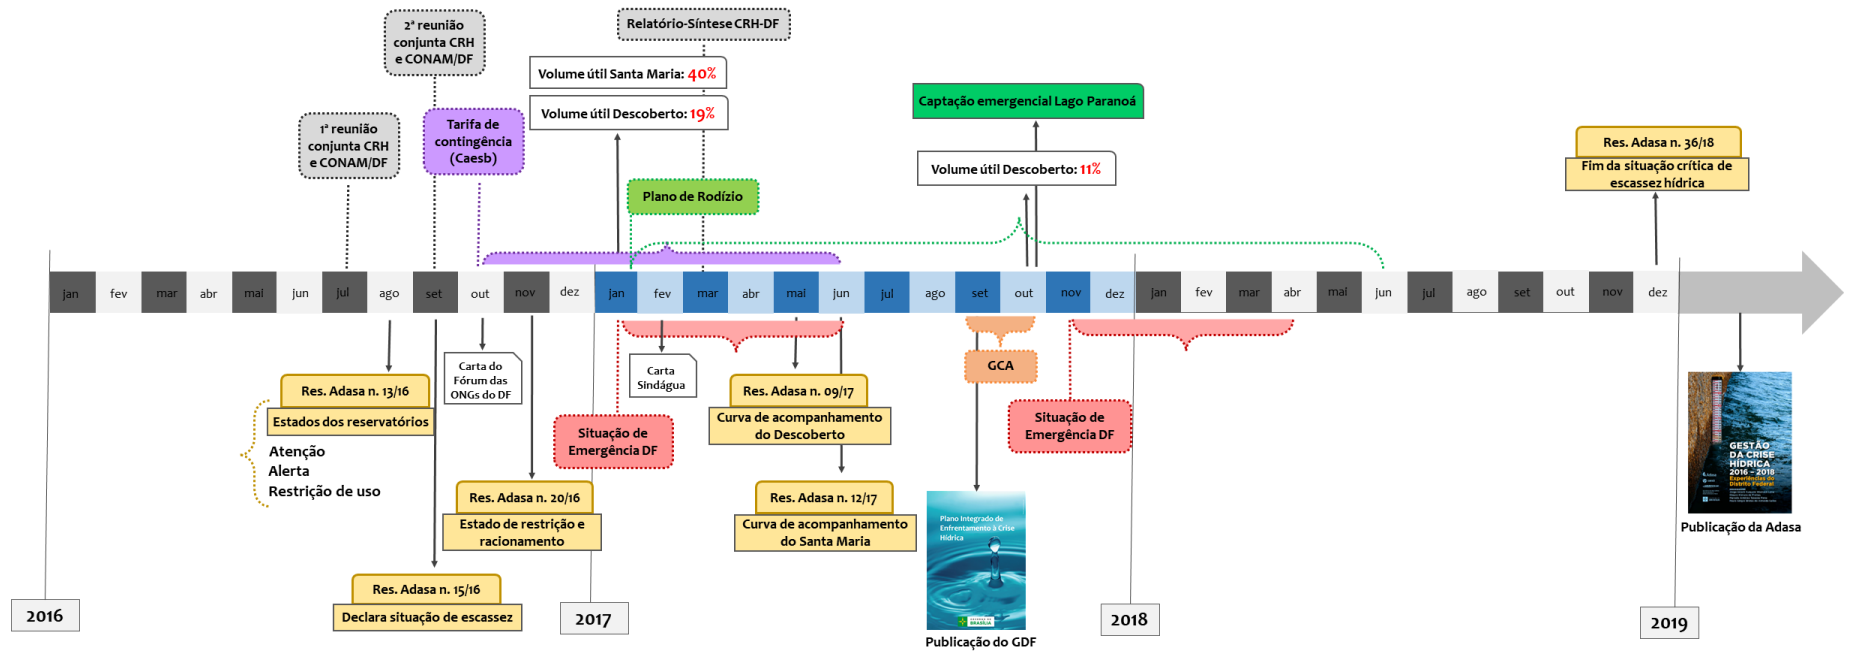 2ª reunião
conjunta CRH
e CONAM/DF
Relatório-Síntese CRH-DF
Volume útil Santa Maria: 40%
Volume útil Descoberto: 19%
Captação emergencial Lago Paranoá
1ª reunião
conjunta CRH
e CONAM/DF
Tarifa de
contingência
(Caesb)
Volume útil Descoberto: 11%
Res. Adasa n. 36/18
Fim da situação crítica de
escassez hídrica
Plano de Rodízio
jan fev mar abr mai jun jul ago set out nov dez jan fev mar abr mai jun jul ago set out nov dez jan fev mar abr mai jun jul ago set out nov dez
Carta do
Fórum das
ONGs do DF
Carta
Sindágua
GCA
Res. Adasa n. 13/16
Estados dos reservatórios
Atenção
Alerta
Restrição de uso
Situação de
Emergência DF
Res. Adasa n. 09/17
Curva de acompanhamento
do Descoberto
Situação de
Emergência DF
Res. Adasa n. 20/16
Estado de restrição e
racionamento
Res. Adasa n. 12/17
Curva de acompanhamento
do Santa Maria
Plano Integrado de
Enfrentamento à Crise
Hídrica
BRASÍLIA
Publicação do GDF
GESTÃO
DA CRISE
HÍDRICA
2016 – 2018
Experiências do
Distrito Federal
Publicação da Adasa
Res. Adasa n. 15/16
Declara situação de escassez
2016
2017
2018
2019